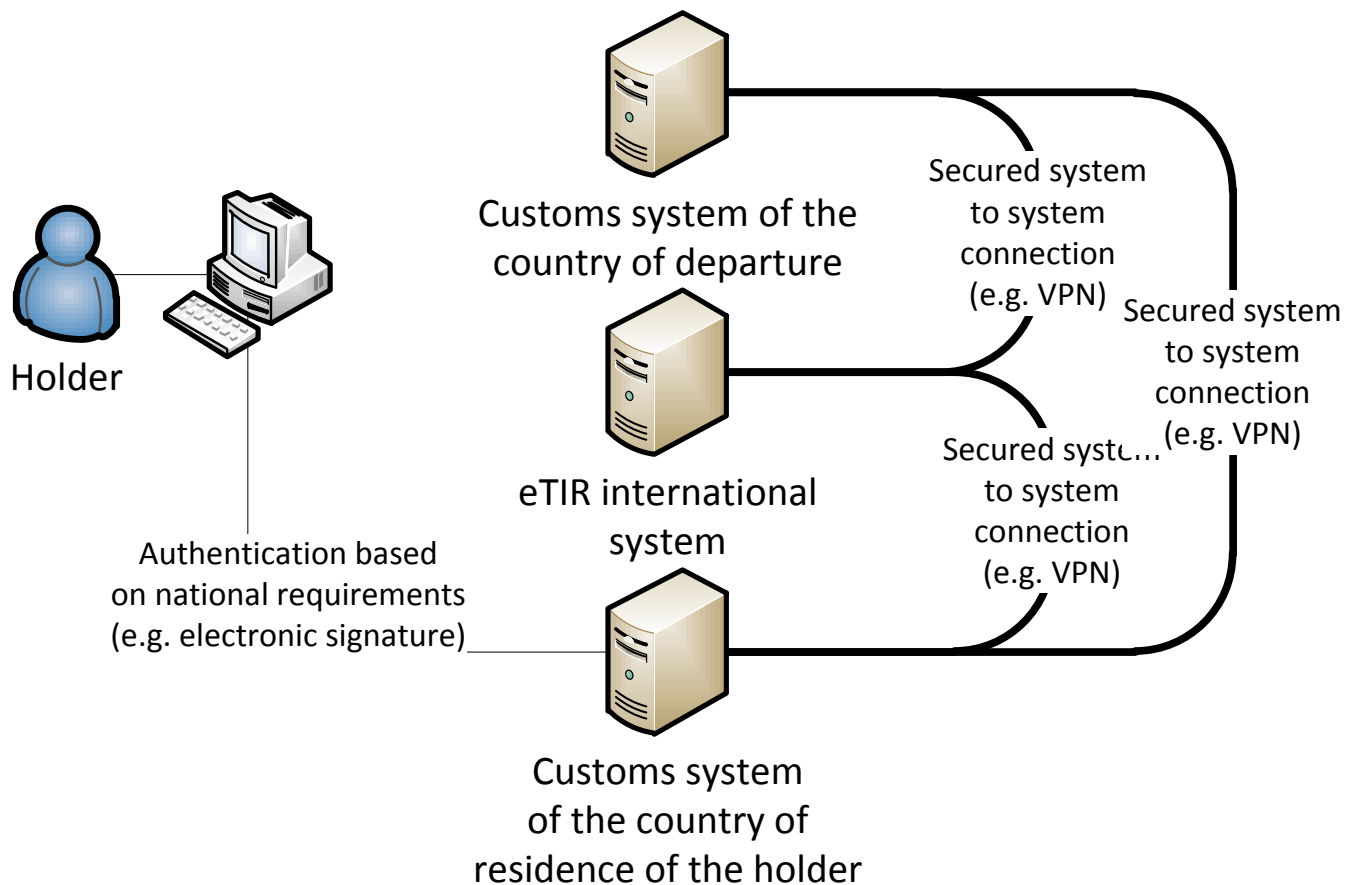 Customs system of the
country of departure
Secured system
to system
connection
(e.g. VPN)
Secured system
to system
connection
(e.g. VPN)
Holder
eTIR international
system
Secured system
to system
connection
(e.g. VPN)
Authentication based
on national requirements
(e.g. electronic signature)
Customs system
of the country of
residence of the holder